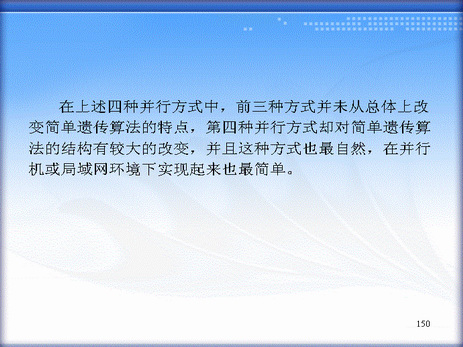 在上述四种并行方式中，前三种方式并未从总体上改
变简单遗传算法的特点，第四种并行方式却对简单遗传算
法的结构有较大的改变，并且这种方式也最自然，在并行
机或局域网环境下实现起来也最简单。
150